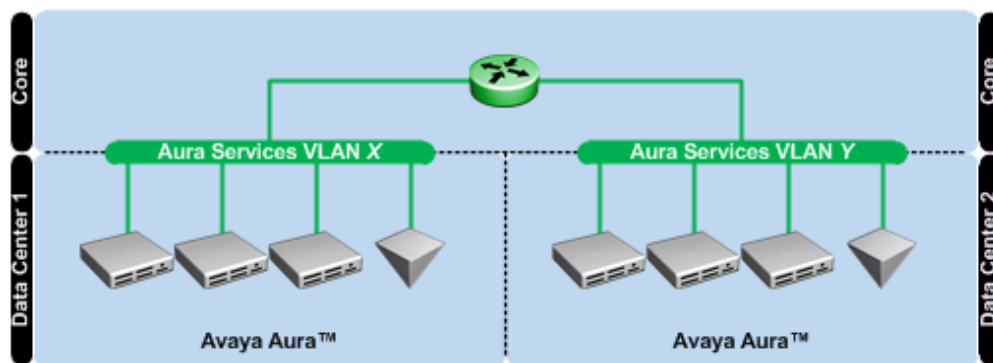 Core
Core
Aura Services VLAN X
Aura Services VLAN Y
Data Center 1
Data Center 2
Avaya Aura™
Avaya Aura™